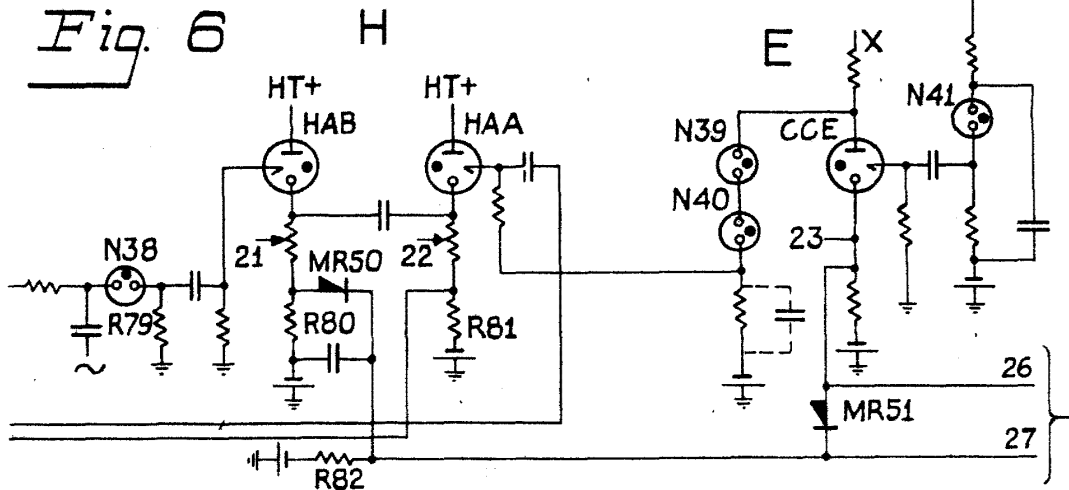 Fig. 6
H
E
X
HT+
HT+
HAB
HAA
N41
N39
CCE
N40
23
N38
21
MR50
22
R79
R80
R81
26
MR51
27
R82